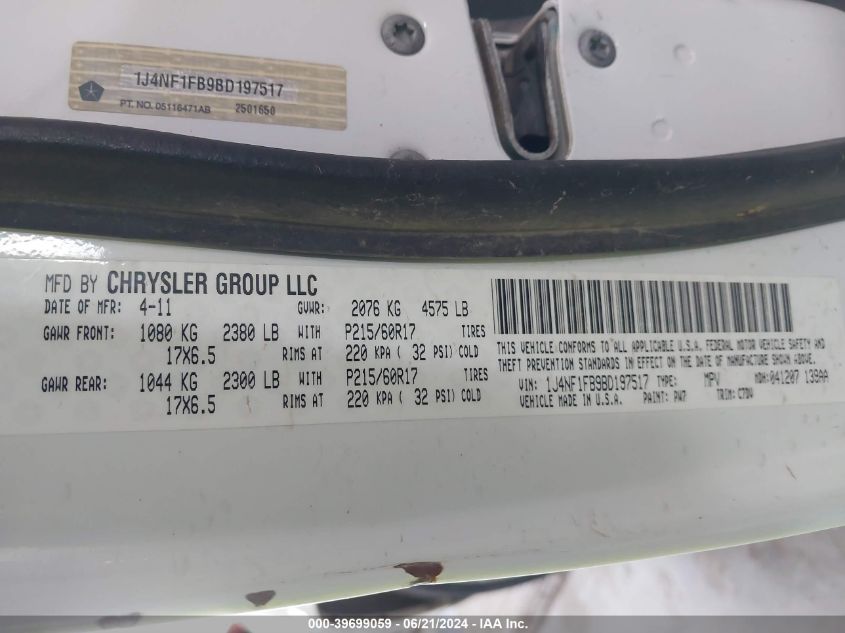 1J4NF1FB9BD197517
PT. NO. 05116471AB 2501650
MFD BY CHRYSLER GROUP LLC
DATE OF MFR: 4-11 GVWR: 2076 KG 4575 LB
GAWR FRONT: 1080 KG 2380 LB WITH P215/60R17 TIRES
17X6.5 RIMS AT 220 KPA ( 32 PSI) COLD
GAWR REAR: 1044 KG 2300 LB WITH P215/60R17 TIRES
17X6.5 RIMS AT 220 KPA ( 32 PSI) COLD
THIS VEHICLE CONFORMS TO ALL APPLICABLE U.S.A. FEDERAL MOTOR VEHICLE SAFETY AND
THEFT PREVENTION STANDARDS IN EFFECT ON THE DATE OF MANUFACTURE SHOWN ABOVE.
VIN: 1J4NF1FB9BD197517 TYPE: MPV MDH: 041207 139AA
VEHICLE MADE IN U.S.A. PAINT: PW7 TRIM: C7DV
000-39699059 - 06/21/2024 - IAA Inc.